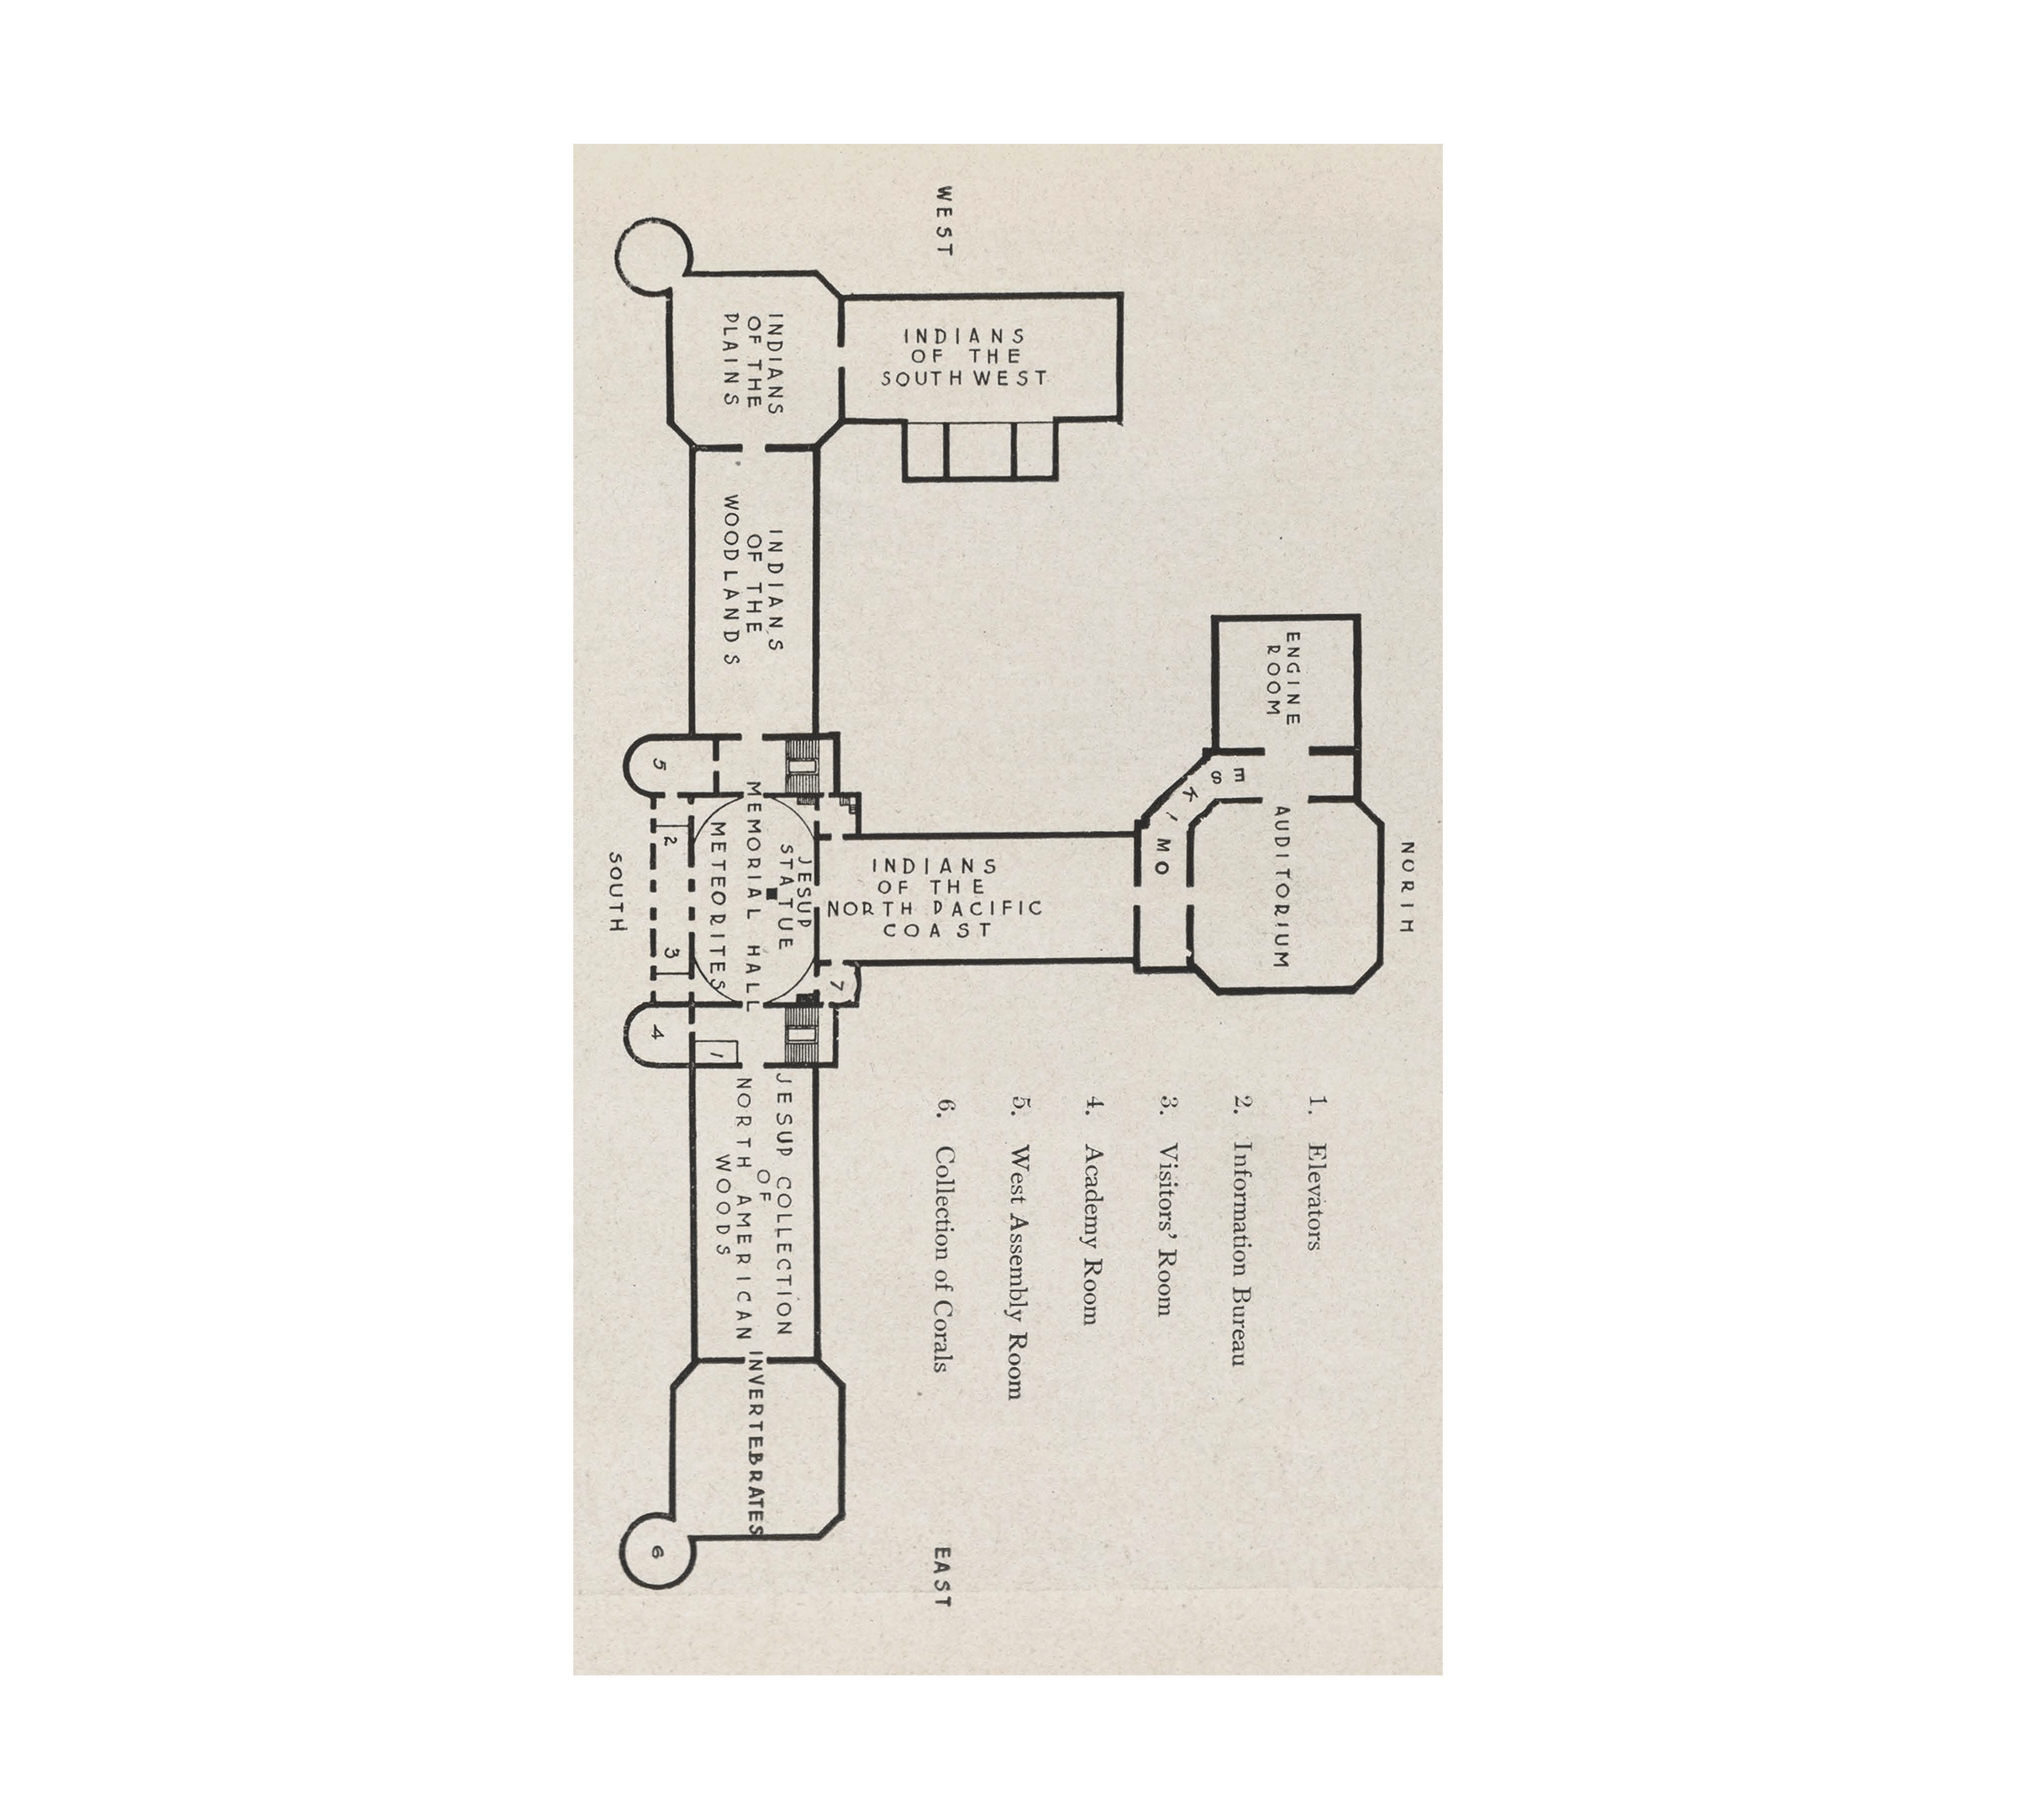 NORTH
WEST
EAST
SOUTH
ENGINE
ROOM
ESKIMO
AUDITORIUM
INDIANS
OF THE
SOUTHWEST
INDIANS
OF THE
NORTH PACIFIC
COAST
INDIANS
OF THE
PLAINS
INDIANS
OF THE
WOODLANDS
JESUP
STATUE
MEMORIAL HALL
METEORITES
JESUP COLLECTION
OF
NORTH AMERICAN
WOODS
INVERTEBRATES
5
2
3
4
1
7
6
1. Elevators
2. Information Bureau
3. Visitors' Room
4. Academy Room
5. West Assembly Room
6. Collection of Corals